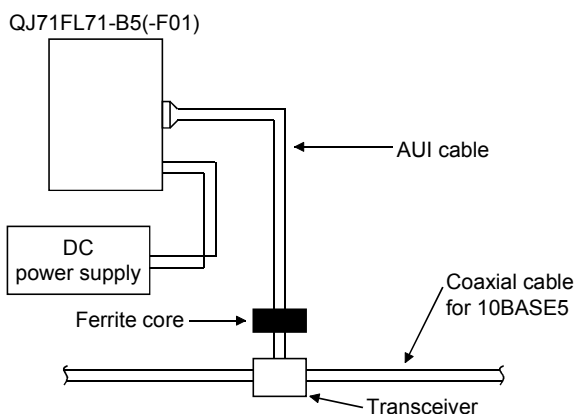 QJ71FL71-B5(-F01)
AUI cable
DC
power supply
Coaxial cable
for 10BASE5
Ferrite core
Transceiver